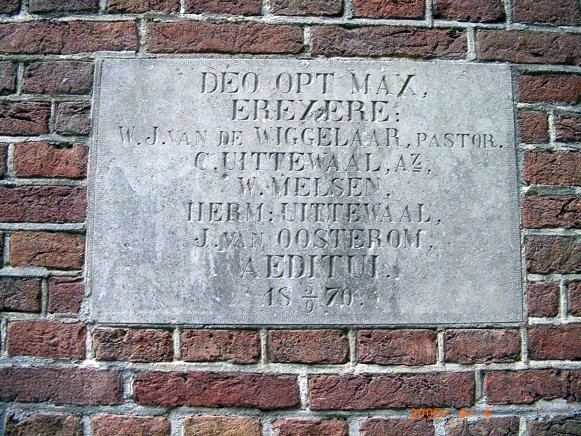 DEO OPT MAX,
EREXERE:
W. J. VAN DE WIGGELAAR, PASTOR.
C. UITTEWAAL, AZ,
W. MELSEN,
HERM: UITTEWAAL,
J. VAN OOSTEROM,
AEDITUI.
18 5/9 70.